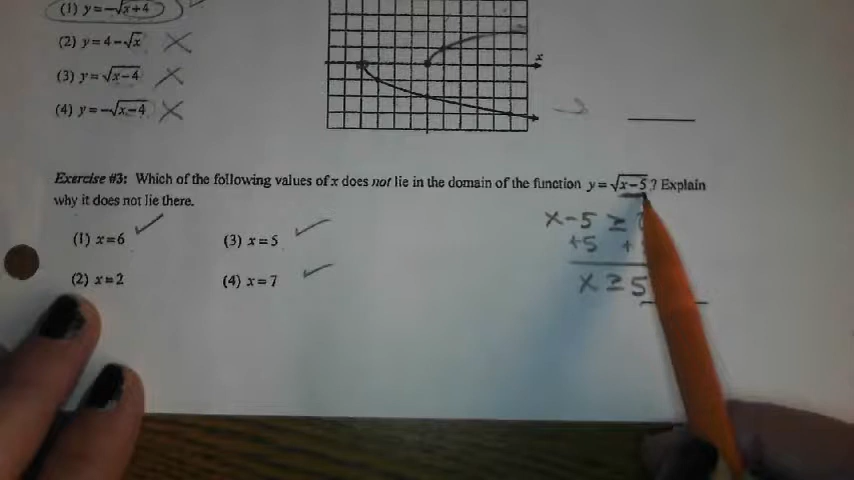 (1) y=-√x+4
(2) y=4-√x
(3) y=√x-4
(4) y=-√x-4
x
Exercise #3: Which of the following values of x does not lie in the domain of the function y=√x-5? Explain
why it does not lie there.
(1) x=6 (3) x=5
(2) x=2 (4) x=7
x-5 ≥
+5 +
x ≥ 5